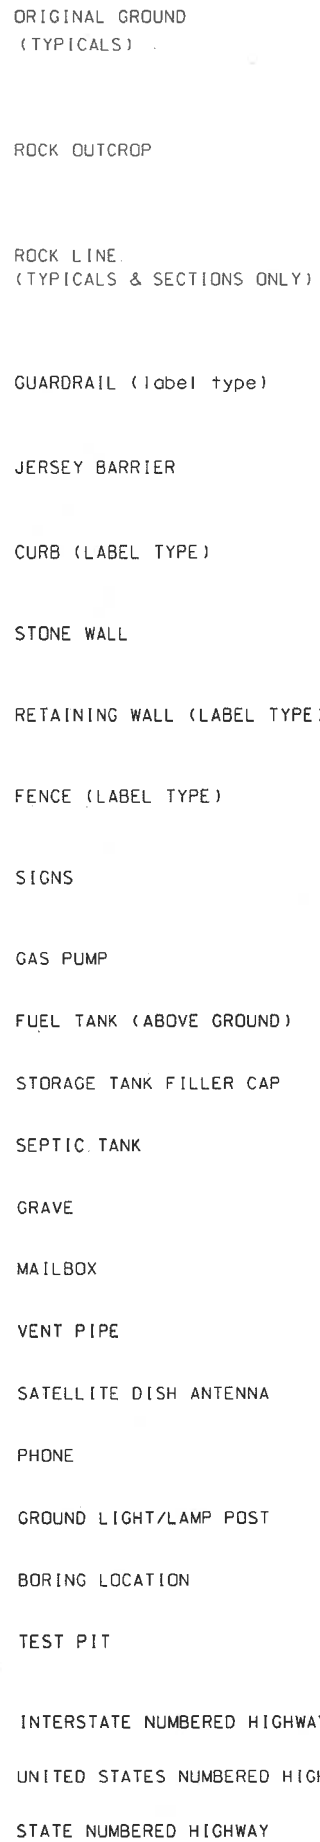 ORIGINAL GROUND
(TYPICALS)
ROCK OUTCROP
ROCK LINE
(TYPICALS & SECTIONS ONLY)
GUARDRAIL (label type)
JERSEY BARRIER
CURB (LABEL TYPE)
STONE WALL
RETAINING WALL (LABEL TYPE)
FENCE (LABEL TYPE)
SIGNS
GAS PUMP
FUEL TANK (ABOVE GROUND)
STORAGE TANK FILLER CAP
SEPTIC TANK
GRAVE
MAILBOX
VENT PIPE
SATELLITE DISH ANTENNA
PHONE
GROUND LIGHT/LAMP POST
BORING LOCATION
TEST PIT
INTERSTATE NUMBERED
UNITED STATES NUMBERED
STATE NUMBERED HIGHWAY